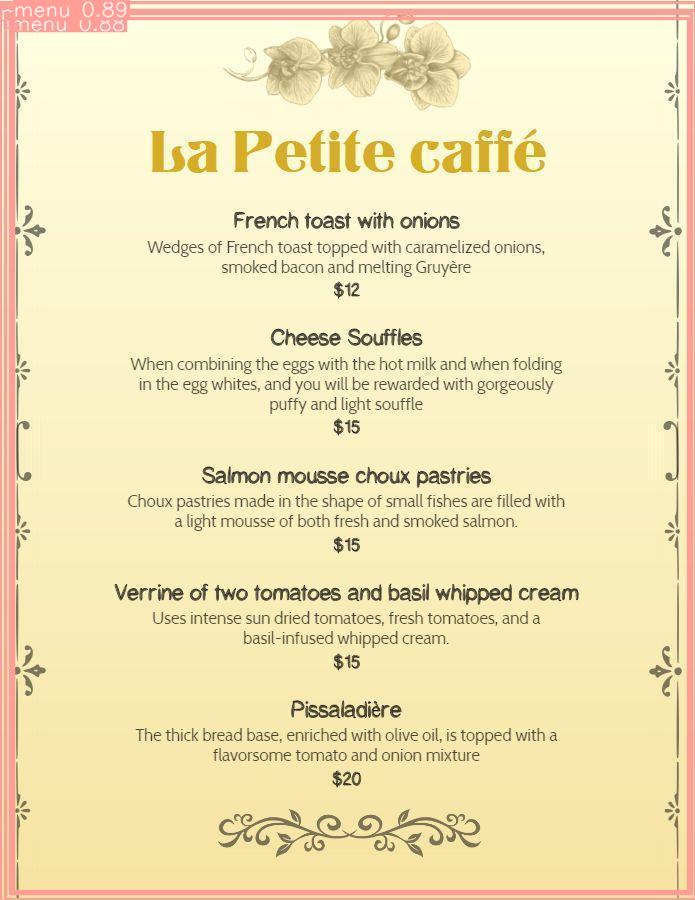 menu 0.89
menu 0.88
La Petite caffé
French toast with onions
Wedges of French toast topped with caramelized onions,
smoked bacon and melting Gruyère
$12
Cheese Souffles
When combining the eggs with the hot milk and when folding
in the egg whites, and you will be rewarded with gorgeously
puffy and light souffle
$15
Salmon mousse choux pastries
Choux pastries made in the shape of small fishes are filled with
a light mousse of both fresh and smoked salmon.
$15
Verrine of two tomatoes and basil whipped cream
Uses intense sun dried tomatoes, fresh tomatoes, and a
basil-infused whipped cream.
$15
Pissaladière
The thick bread base, enriched with olive oil, is topped with a
flavorsome tomato and onion mixture
$20